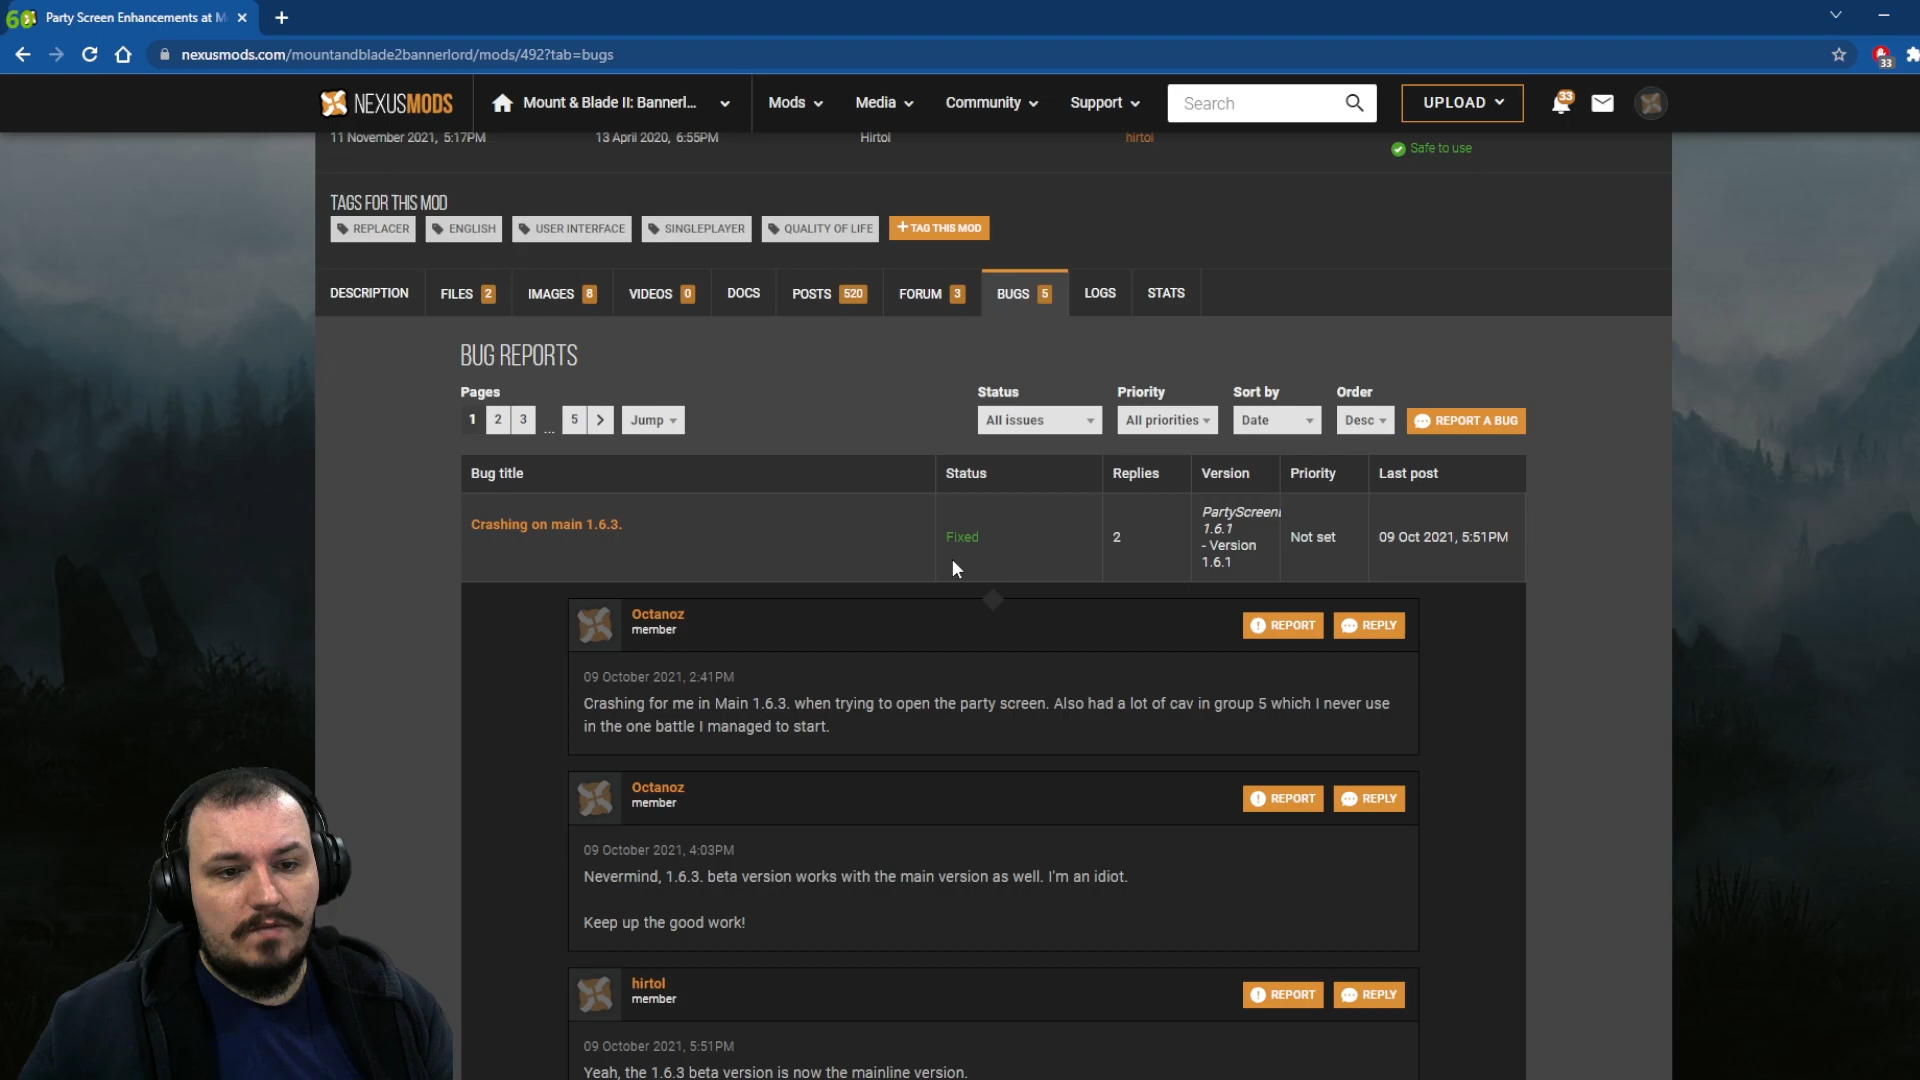 60
Party Screen Enhancements at M
nexusmods.com/mountandblade2bannerlord/mods/492?tab=bugs
33
NEXUSMODS
Mount & Blade II: Bannerl...
Mods
Media
Community
Support
Search
UPLOAD
33
11 November 2021, 5:17PM
13 April 2020, 6:55PM
Hirtol
hirtol
Safe to use
TAGS FOR THIS MOD
REPLACER
ENGLISH
USER INTERFACE
SINGLEPLAYER
QUALITY OF LIFE
+ TAG THIS MOD
DESCRIPTION
FILES 2
IMAGES 8
VIDEOS 0
DOCS
POSTS 520
FORUM 3
BUGS 5
LOGS
STATS
BUG REPORTS
Pages
1 2 3 ... 5 >
Jump
Status
All issues
Priority
All priorities
Sort by
Date
Order
Desc
REPORT A BUG
Bug title
Status
Replies
Version
Priority
Last post
Crashing on main 1.6.3.
Fixed
2
PartyScreenE
1.6.1
- Version
1.6.1
Not set
09 Oct 2021, 5:51PM
Octanoz
member
REPORT
REPLY
09 October 2021, 2:41PM
Crashing for me in Main 1.6.3. when trying to open the party screen. Also had a lot of cav in group 5 which I never use
in the one battle I managed to start.
Octanoz
member
REPORT
REPLY
09 October 2021, 4:03PM
Nevermind, 1.6.3. beta version works with the main version as well. I'm an idiot.
Keep up the good work!
hirtol
member
REPORT
REPLY
09 October 2021, 5:51PM
Yeah, the 1.6.3 beta version is now the mainline version.